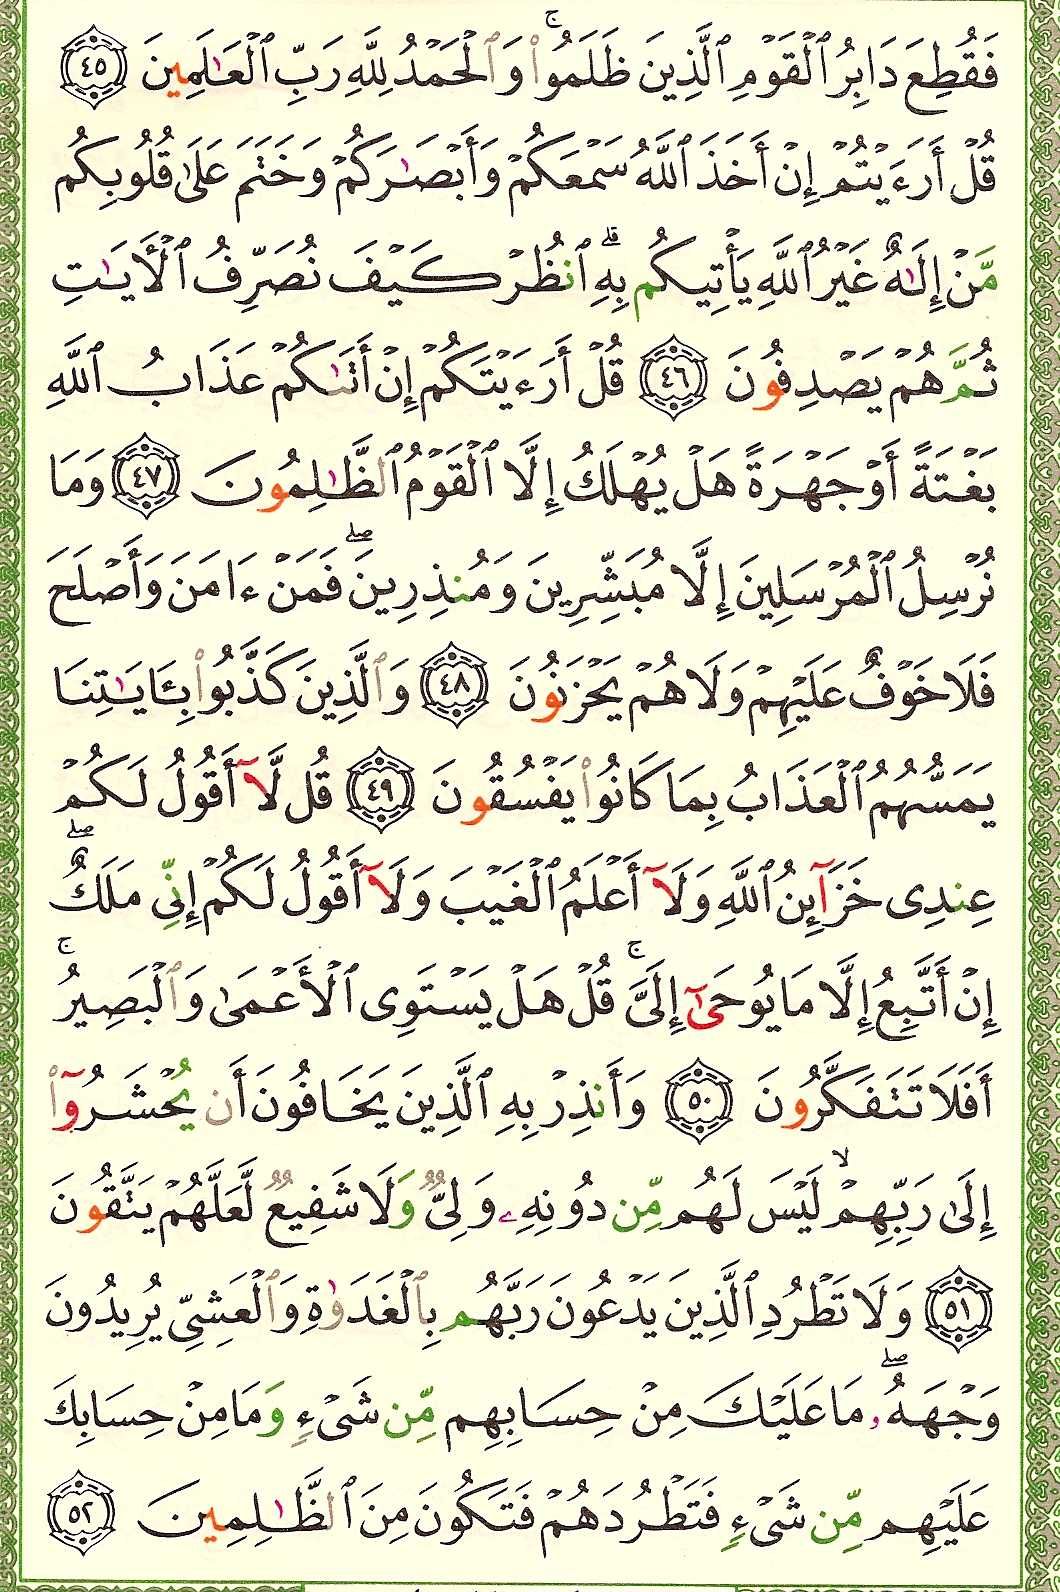 فَقُطِعَ دَابِرُ ٱلْقَوْمِ ٱلَّذِينَ ظَلَمُوا۟ ۚ وَٱلْحَمْدُ لِلَّهِ رَبِّ ٱلْعَـٰلَمِينَ ٤٥
قُلْ أَرَءَيْتُمْ إِنْ أَخَذَ ٱللَّهُ سَمْعَكُمْ وَأَبْصَـٰرَكُمْ وَخَتَمَ عَلَىٰ قُلُوبِكُم
مَّنْ إِلَـٰهٌ غَيْرُ ٱللَّهِ يَأْتِيكُم بِهِ ۗ ٱنظُرْ كَيْفَ نُصَرِّفُ ٱلْـَٔايَـٰتِ
ثُمَّ هُمْ يَصْدِفُونَ ٤٦ قُلْ أَرَءَيْتَكُمْ إِنْ أَتَىٰكُمْ عَذَابُ ٱللَّهِ
بَغْتَةً أَوْ جَهْرَةً هَلْ يُهْلَكُ إِلَّا ٱلْقَوْمُ ٱلظَّـٰلِمُونَ ٤٧ وَمَا
نُرْسِلُ ٱلْمُرْسَلِينَ إِلَّا مُبَشِّرِينَ وَمُنذِرِينَ ۖ فَمَنْ ءَامَنَ وَأَصْلَحَ
فَلَا خَوْفٌ عَلَيْهِمْ وَلَا هُمْ يَحْزَنُونَ ٤٨ وَٱلَّذِينَ كَذَّبُوا۟ بِـَٔايَـٰتِنَا
يَمَسُّهُمُ ٱلْعَذَابُ بِمَا كَانُوا۟ يَفْسُقُونَ ٤٩ قُل لَّآ أَقُولُ لَكُمْ
عِندِى خَزَآئِنُ ٱللَّهِ وَلَآ أَعْلَمُ ٱلْغَيْبَ وَلَآ أَقُولُ لَكُمْ إِنِّى مَلَكٌ ۖ
إِنْ أَتَّبِعُ إِلَّا مَا يُوحَىٰٓ إِلَىَّ ۚ قُلْ هَلْ يَسْتَوِى ٱلْأَعْمَىٰ وَٱلْبَصِيرُ ۚ
أَفَلَا تَتَفَكَّرُونَ ٥٠ وَأَنذِرْ بِهِ ٱلَّذِينَ يَخَافُونَ أَن يُحْشَرُوٓا۟
إِلَىٰ رَبِّهِمْ ۙ لَيْسَ لَهُم مِّن دُونِهِۦ وَلِىٌّ وَلَا شَفِيعٌ لَّعَلَّهُمْ يَتَّقُونَ
٥١ وَلَا تَطْرُدِ ٱلَّذِينَ يَدْعُونَ رَبَّهُم بِٱلْغَدَوٰةِ وَٱلْعَشِىِّ يُرِيدُونَ
وَجْهَهُۥ ۖ مَا عَلَيْكَ مِنْ حِسَابِهِم مِّن شَىْءٍ وَمَا مِنْ حِسَابِكَ
عَلَيْهِم مِّن شَىْءٍ فَتَطْرُدَهُمْ فَتَكُونَ مِنَ ٱلظَّـٰلِمِينَ ٥٢